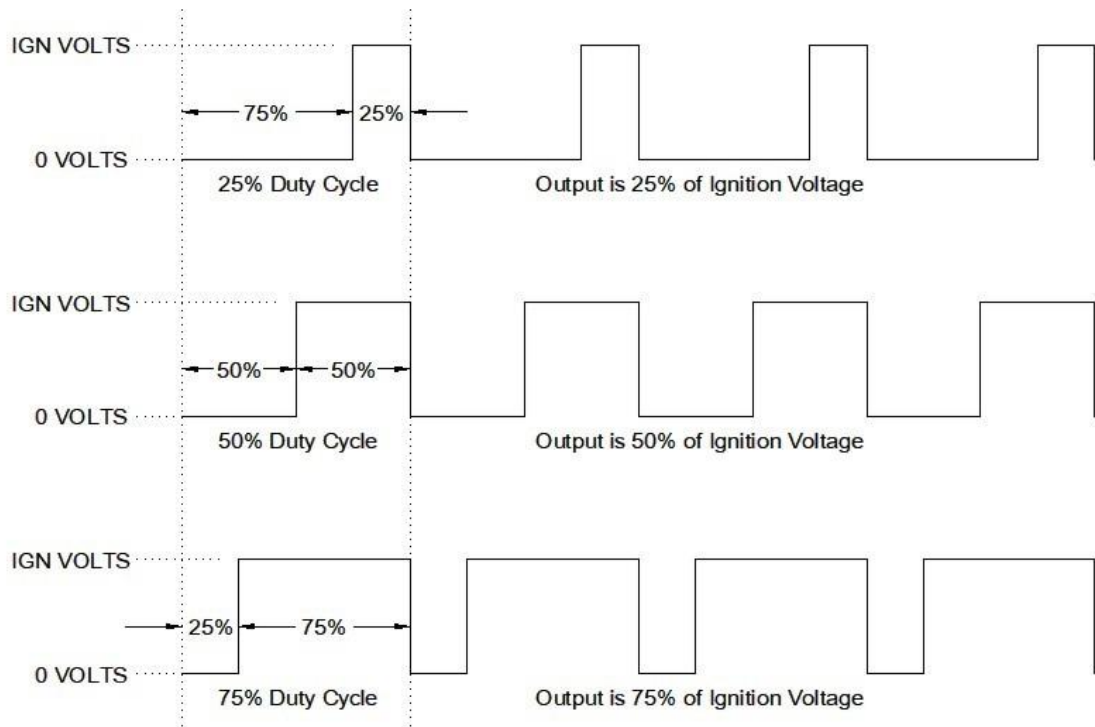 IGN VOLTS
75% 25%
0 VOLTS
25% Duty Cycle Output is 25% of Ignition Voltage
IGN VOLTS
50% 50%
0 VOLTS
50% Duty Cycle Output is 50% of Ignition Voltage
IGN VOLTS
25% 75%
0 VOLTS
75% Duty Cycle Output is 75% of Ignition Voltage